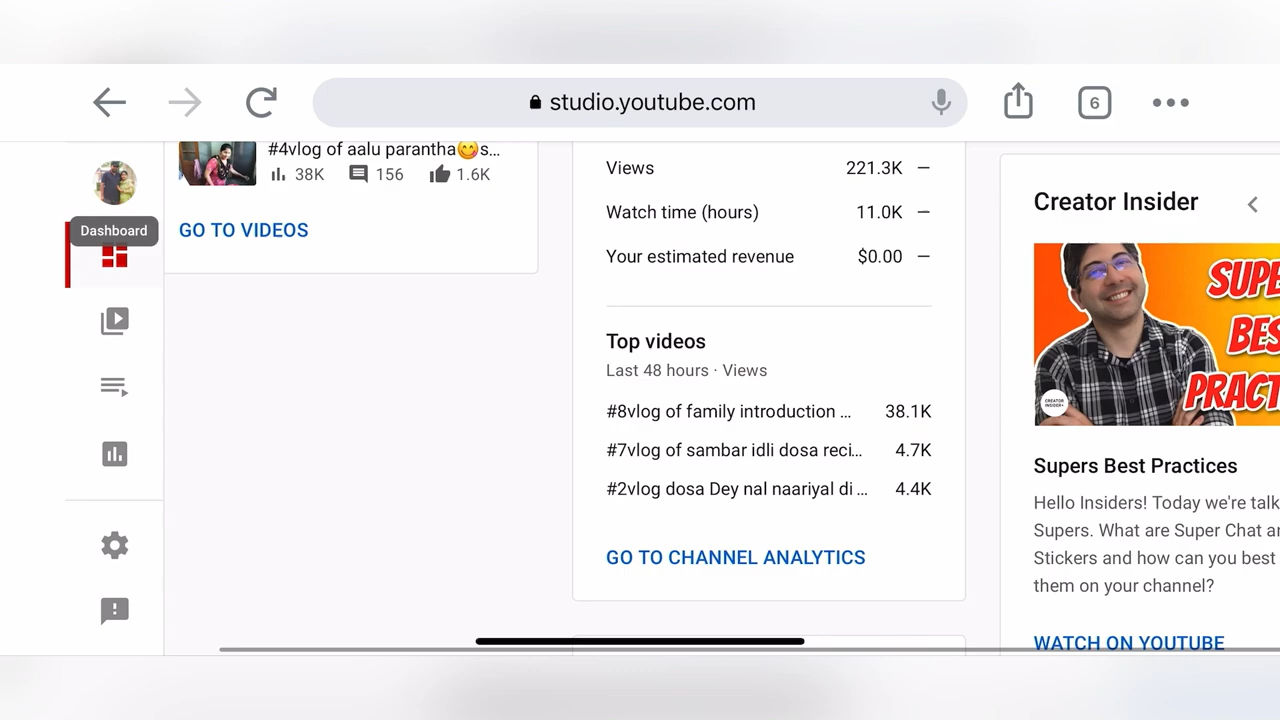 studio.youtube.com
6
#4vlog of aalu parantha😋s...
38K 156 1.6K
Dashboard
GO TO VIDEOS
Views 221.3K —
Watch time (hours) 11.0K —
Your estimated revenue $0.00 —
Top videos
Last 48 hours · Views
#8vlog of family introduction ... 38.1K
#7vlog of sambar idli dosa reci... 4.7K
#2vlog dosa Dey nal naariyal di ... 4.4K
GO TO CHANNEL ANALYTICS
Creator Insider
SUPE
BES
PRACT
CREATOR
INSIDER
Supers Best Practices
Hello Insiders! Today we're talk
Supers. What are Super Chat ar
Stickers and how can you best
them on your channel?
WATCH ON YOUTUBE